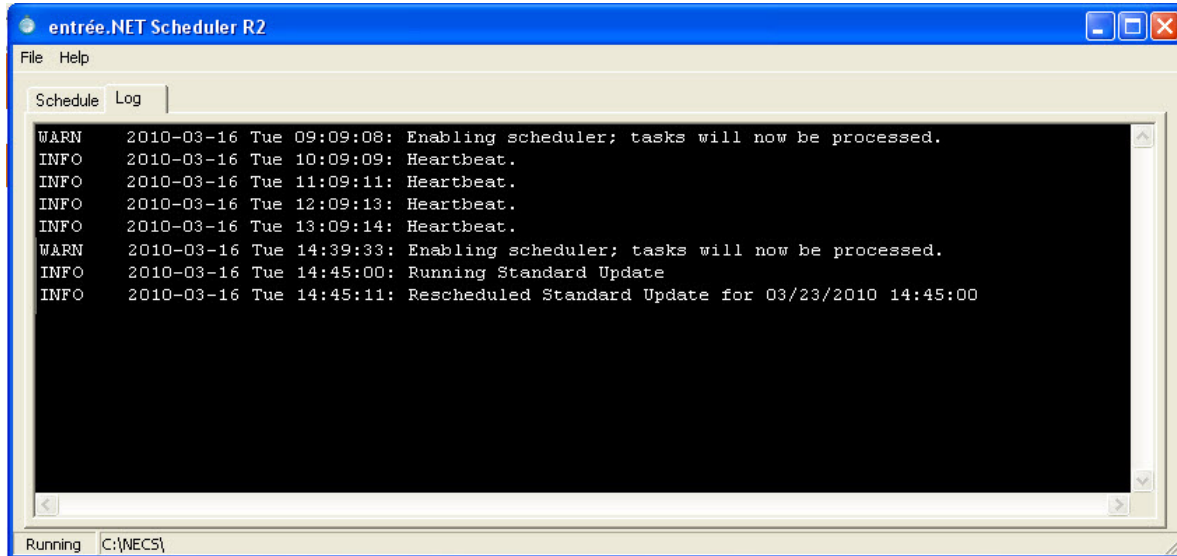 entrée.NET Scheduler R2
File Help
Schedule Log
WARN 2010-03-16 Tue 09:09:08: Enabling scheduler; tasks will now be processed.
INFO 2010-03-16 Tue 10:09:09: Heartbeat.
INFO 2010-03-16 Tue 11:09:11: Heartbeat.
INFO 2010-03-16 Tue 12:09:13: Heartbeat.
INFO 2010-03-16 Tue 13:09:14: Heartbeat.
WARN 2010-03-16 Tue 14:39:33: Enabling scheduler; tasks will now be processed.
INFO 2010-03-16 Tue 14:45:00: Running Standard Update
INFO 2010-03-16 Tue 14:45:11: Rescheduled Standard Update for 03/23/2010 14:45:00
Running C:\NECS\